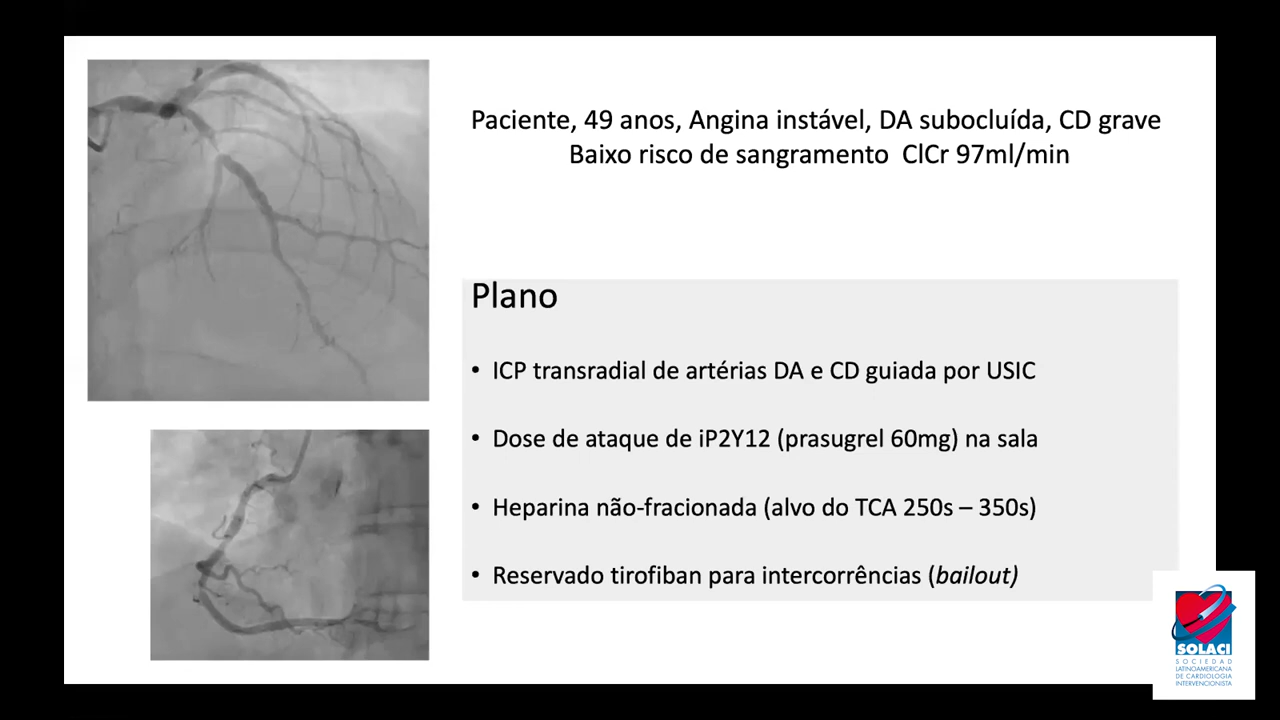 Paciente, 49 anos, Angina instável, DA subocluída, CD grave
Baixo risco de sangramento  ClCr 97ml/min
Plano
• ICP transradial de artérias DA e CD guiada por USIC
• Dose de ataque de iP2Y12 (prasugrel 60mg) na sala
• Heparina não-fracionada (alvo do TCA 250s – 350s)
• Reservado tirofiban para intercorrências (bailout)
SOLACI
SOCIEDAD
LATINOAMERICANA
DE CARDIOLOGIA
INTERVENCIONISTA